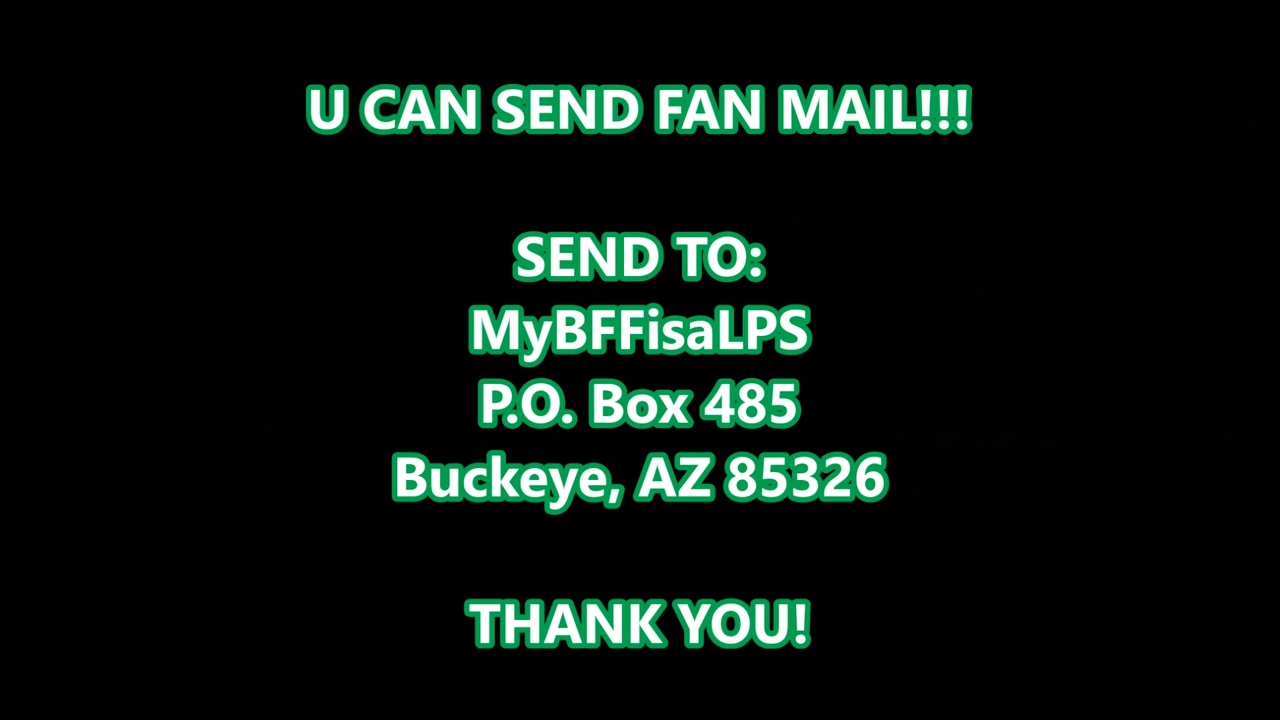 U CAN SEND FAN MAIL!!!
SEND TO:
MyBFFisaLPS
P.O. Box 485
Buckeye, AZ 85326
THANK YOU!